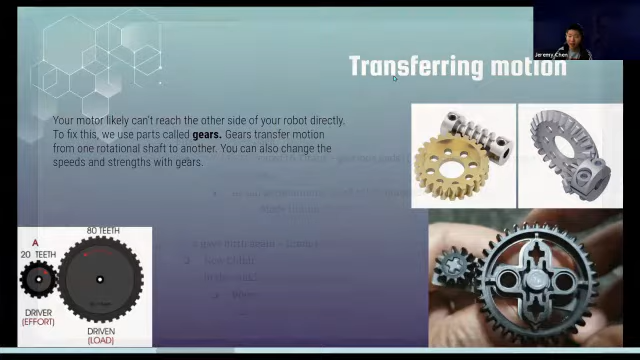 Jeremy Chen
Transferring motion
Your motor likely can't reach the other side of your robot directly.
To fix this, we use parts called gears. Gears transfer motion
from one rotational shaft to another. You can also change the
speeds and strengths with gears.
80 TEETH
A
20 TEETH
DRIVER
(EFFORT)
DRIVEN
(LOAD)